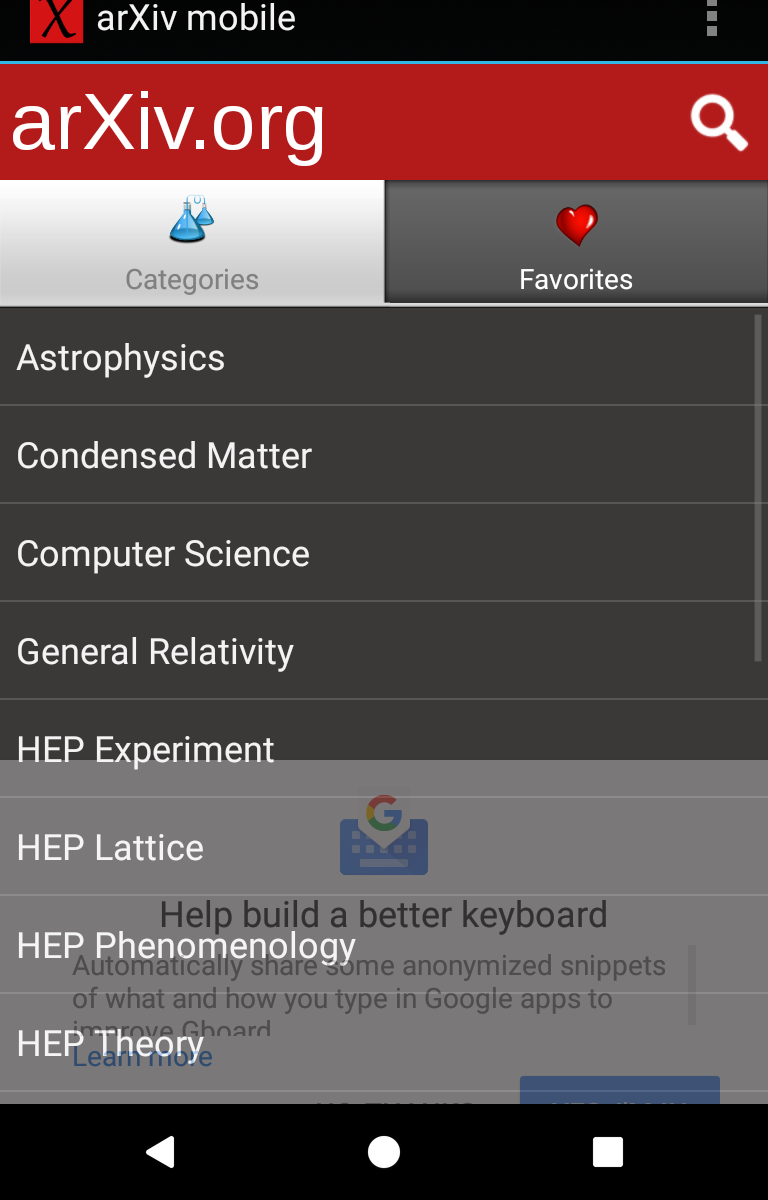 arXiv mobile
arXiv.org
Categories
Favorites
Astrophysics
Condensed Matter
Computer Science
General Relativity
HEP Experiment
HEP Lattice
Help build a better keyboard
HEP Phenomenology
Automatically share some anonymized snippets
of what and how you type in Google apps to
improve Gboard
HEP Theory
Learn more